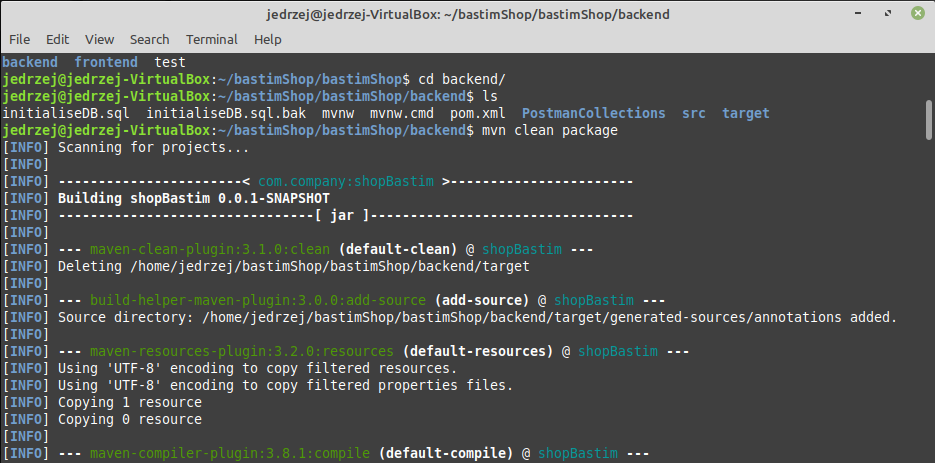 jedrzej@jedrzej-VirtualBox: ~/bastimShop/bastimShop/backend
File Edit View Search Terminal Help
backend  frontend  test
jedrzej@jedrzej-VirtualBox:~/bastimShop/bastimShop$ cd backend/
jedrzej@jedrzej-VirtualBox:~/bastimShop/bastimShop/backend$ ls
initialiseDB.sql  initialiseDB.sql.bak  mvnw  mvnw.cmd  pom.xml  PostmanCollections  src  target
jedrzej@jedrzej-VirtualBox:~/bastimShop/bastimShop/backend$ mvn clean package
[INFO] Scanning for projects...
[INFO]
[INFO] -----------------------< com.company:shopBastim >-----------------------
[INFO] Building shopBastim 0.0.1-SNAPSHOT
[INFO] --------------------------------[ jar ]---------------------------------
[INFO]
[INFO] --- maven-clean-plugin:3.1.0:clean (default-clean) @ shopBastim ---
[INFO] Deleting /home/jedrzej/bastimShop/bastimShop/backend/target
[INFO]
[INFO] --- build-helper-maven-plugin:3.0.0:add-source (add-source) @ shopBastim ---
[INFO] Source directory: /home/jedrzej/bastimShop/bastimShop/backend/target/generated-sources/annotations added.
[INFO]
[INFO] --- maven-resources-plugin:3.2.0:resources (default-resources) @ shopBastim ---
[INFO] Using 'UTF-8' encoding to copy filtered resources.
[INFO] Using 'UTF-8' encoding to copy filtered properties files.
[INFO] Copying 1 resource
[INFO] Copying 0 resource
[INFO]
[INFO] --- maven-compiler-plugin:3.8.1:compile (default-compile) @ shopBastim ---